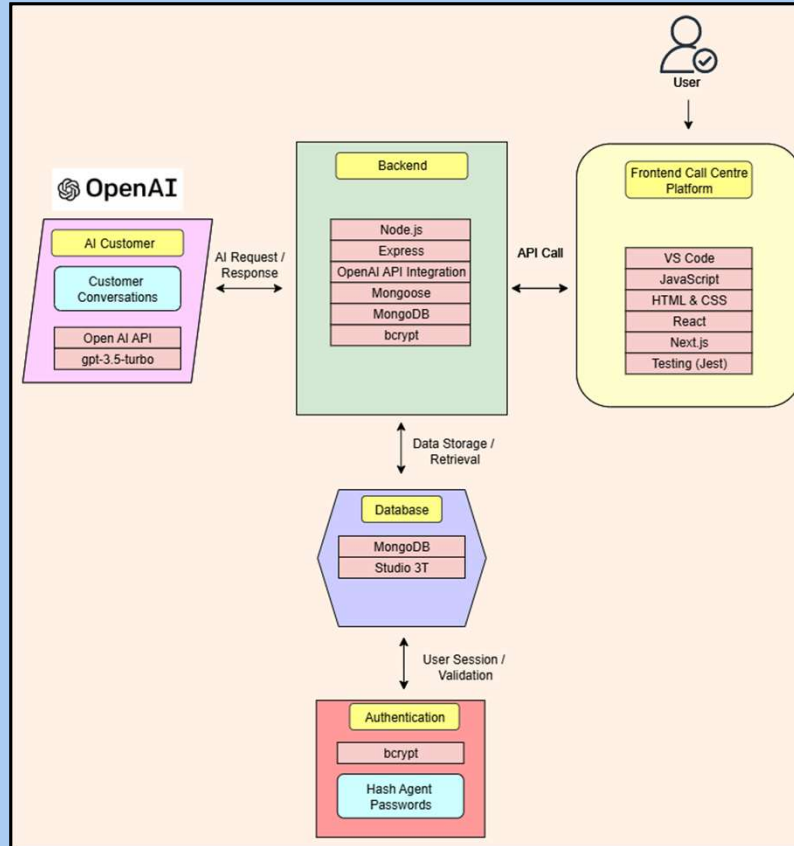 User
OpenAI
AI Customer
Customer
Conversations
Open AI API
gpt-3.5-turbo
AI Request /
Response
Backend
Node.js
Express
OpenAI API Integration
Mongoose
MongoDB
bcrypt
API Call
Frontend Call Centre
Platform
VS Code
JavaScript
HTML & CSS
React
Next.js
Testing (Jest)
Data Storage /
Retrieval
Database
MongoDB
Studio 3T
User Session /
Validation
Authentication
bcrypt
Hash Agent
Passwords